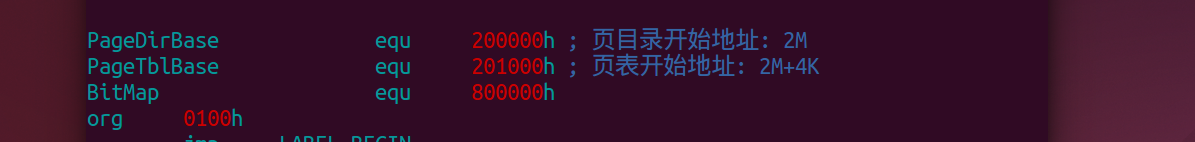 PageDirBase equ 200000h ; 页目录开始地址: 2M
PageTblBase equ 201000h ; 页表开始地址: 2M+4K
BitMap equ 800000h
org 0100h